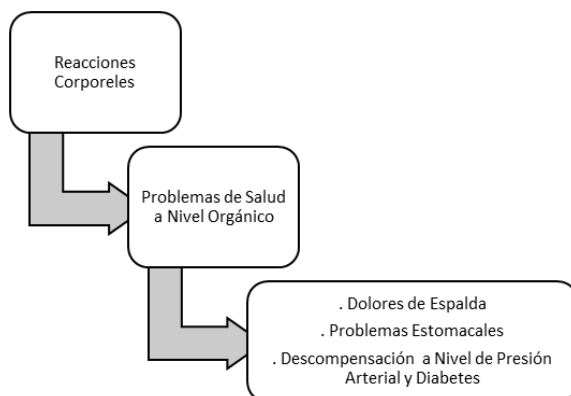 Reacciones
Corporeles
Problemas de Salud
a Nivel Orgánico
. Dolores de Espalda
. Problemas Estomacales
. Descompensación a Nivel de Presión
Arterial y Diabetes